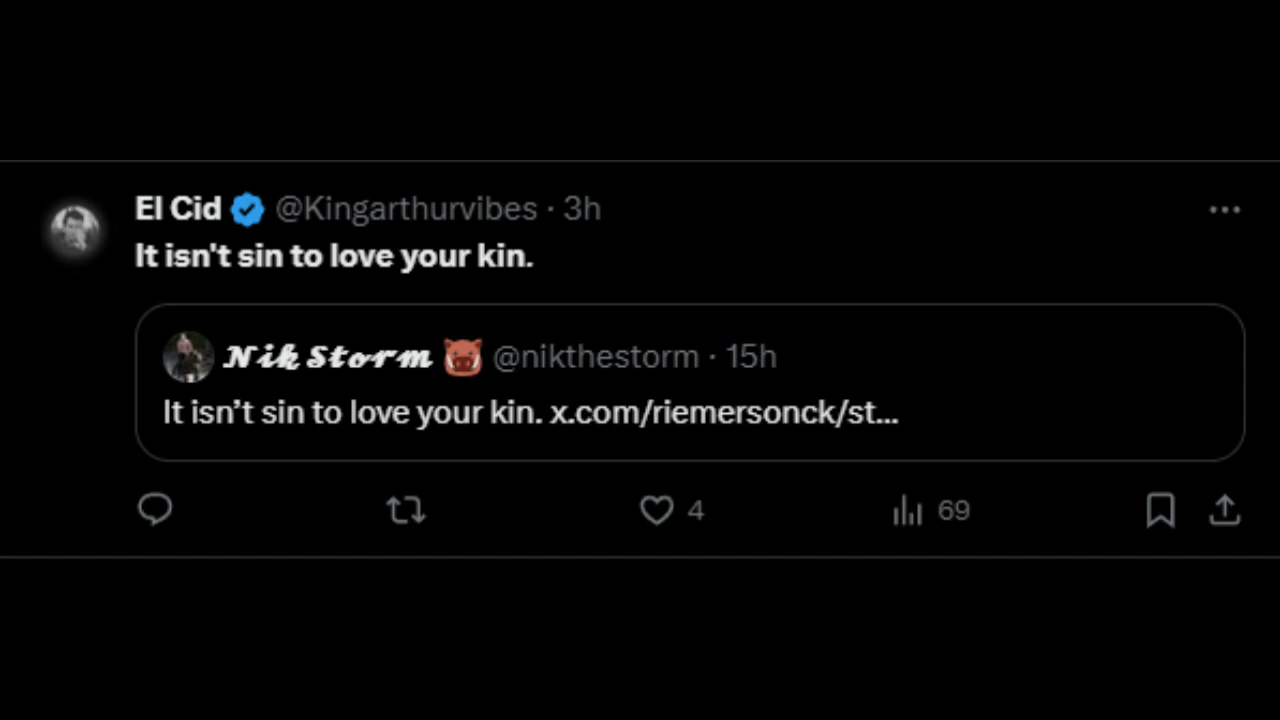 El Cid @Kingarthurvibes · 3h
It isn't sin to love your kin.
Nik Storm 🐗 @nikthestorm · 15h
It isn’t sin to love your kin. x.com/riemersonck/st...
4 69